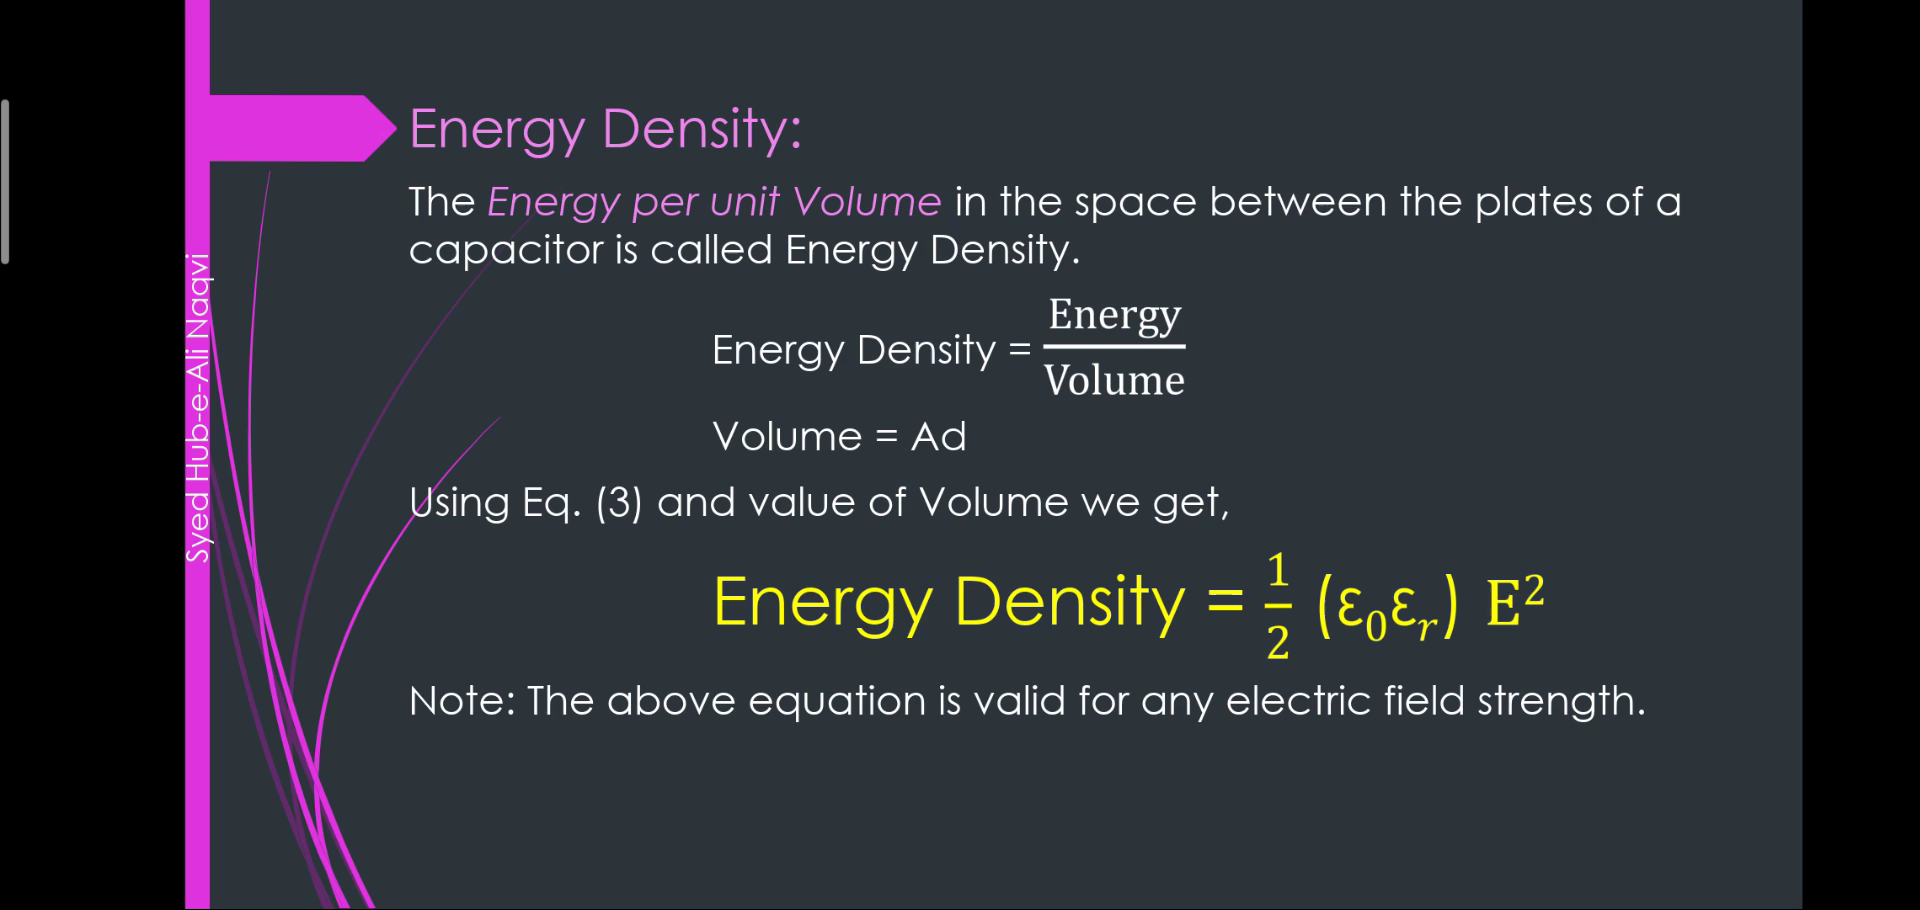 Energy Density:
The Energy per unit Volume in the space between the plates of a
capacitor is called Energy Density.
Energy Density = Energy / Volume
Volume = Ad
Using Eq. (3) and value of Volume we get,
Energy Density = 1/2 (ε₀εᵣ) E²
Note: The above equation is valid for any electric field strength.
Syed Hub-e-Ali Naqvi